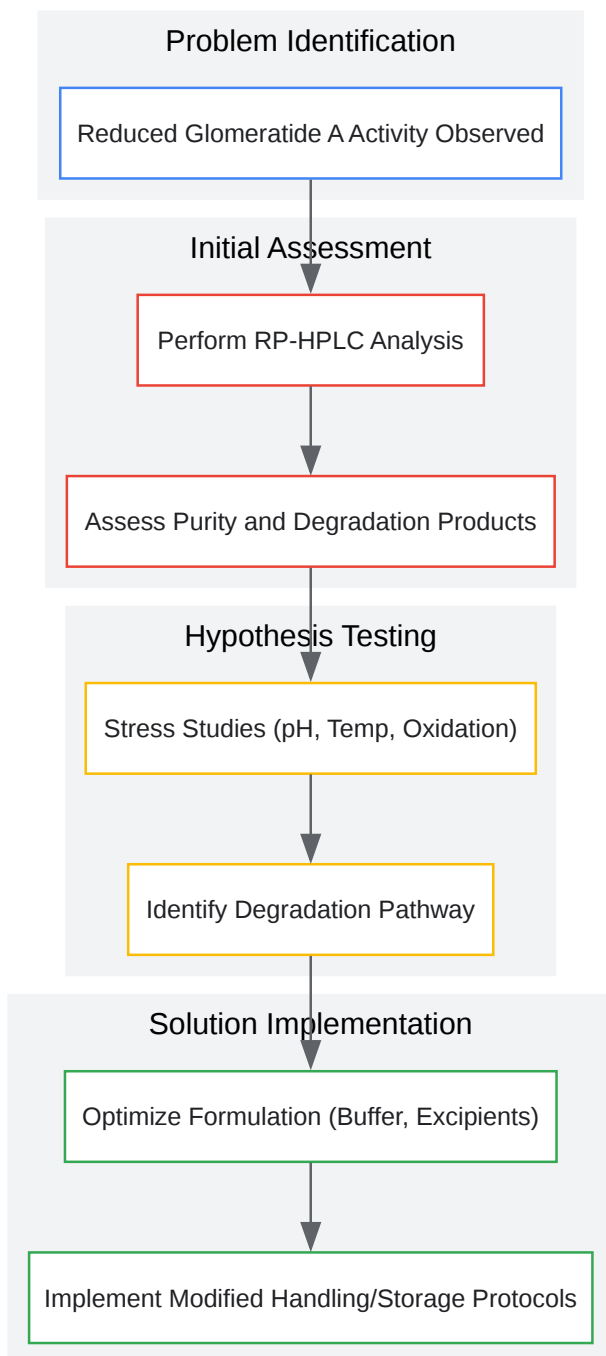 Problem Identification
Reduced Glomeratide A Activity Observed
Initial Assessment
Perform RP-HPLC Analysis
Assess Purity and Degradation Products
Hypothesis Testing
Stress Studies (pH, Temp, Oxidation)
Identify Degradation Pathway
Solution Implementation
Optimize Formulation (Buffer, Excipients)
Implement Modified Handling/Storage Protocols